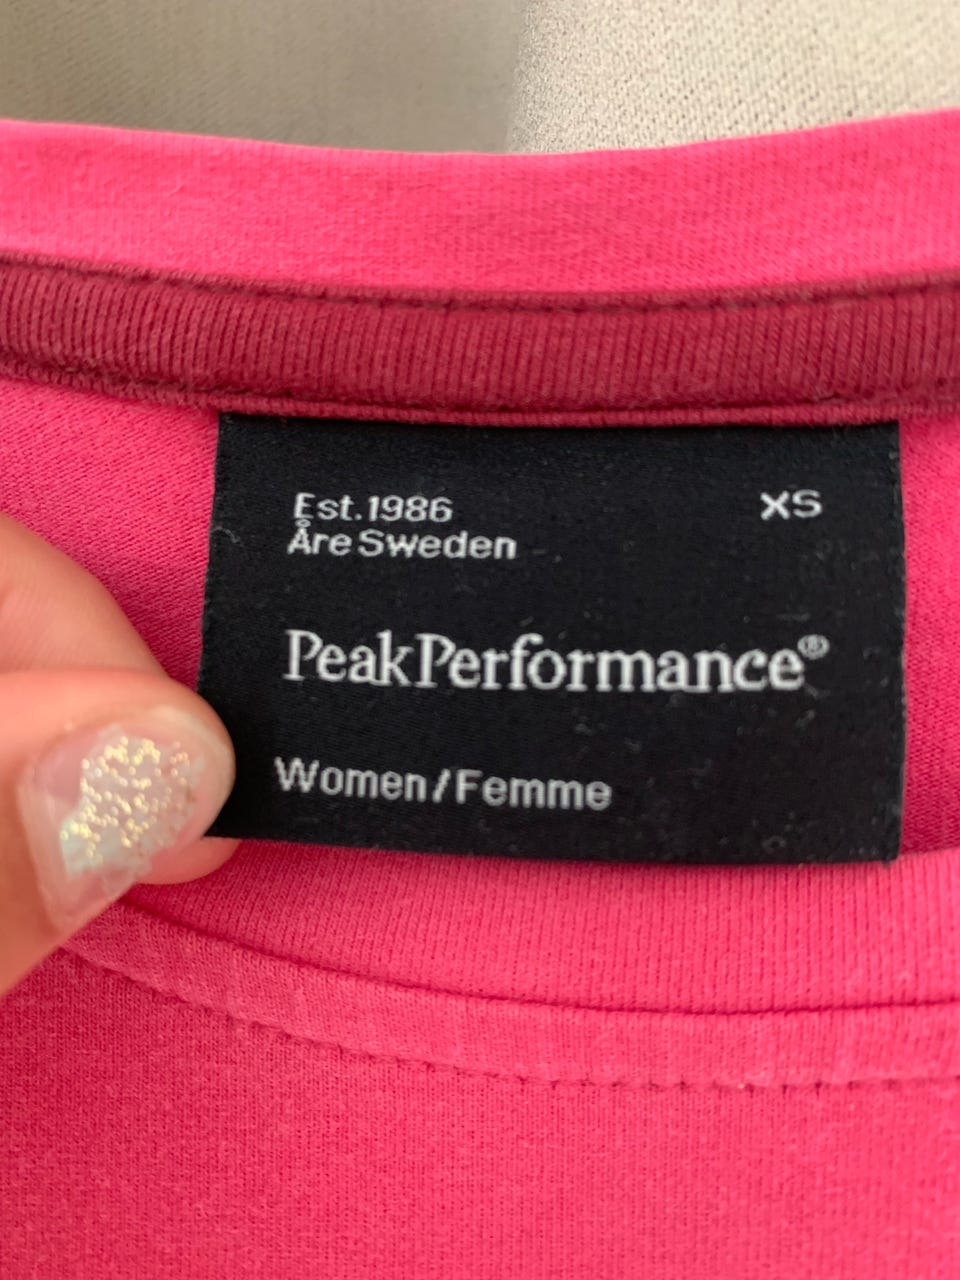 Est.1986
XS
Åre Sweden
PeakPerformance®
Women/Femme